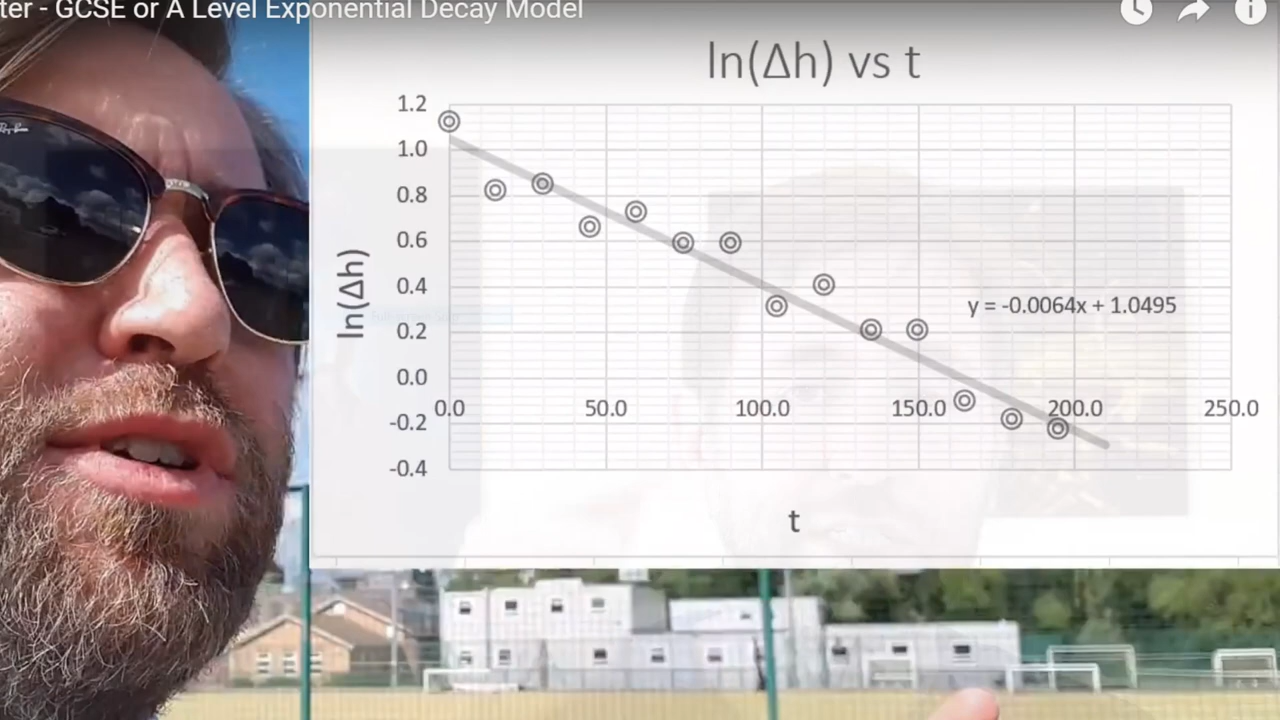 ter - GCSE or A Level Exponential Decay Model
Ray-Ban
ln(Δh) vs t
1.2
1.0
0.8
0.6
0.4
0.2
0.0
-0.2
-0.4
ln(Δh)
y = -0.0064x + 1.0495
0.0 50.0 100.0 150.0 200.0 250.0
t